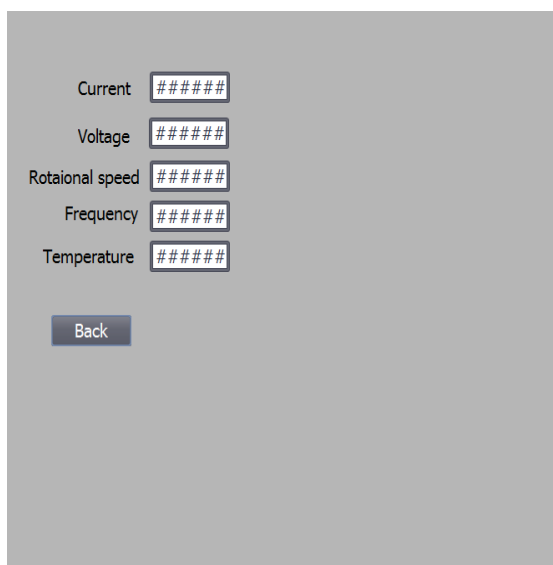 Current ######
Voltage ######
Rotaional speed ######
Frequency ######
Temperature ######
Back